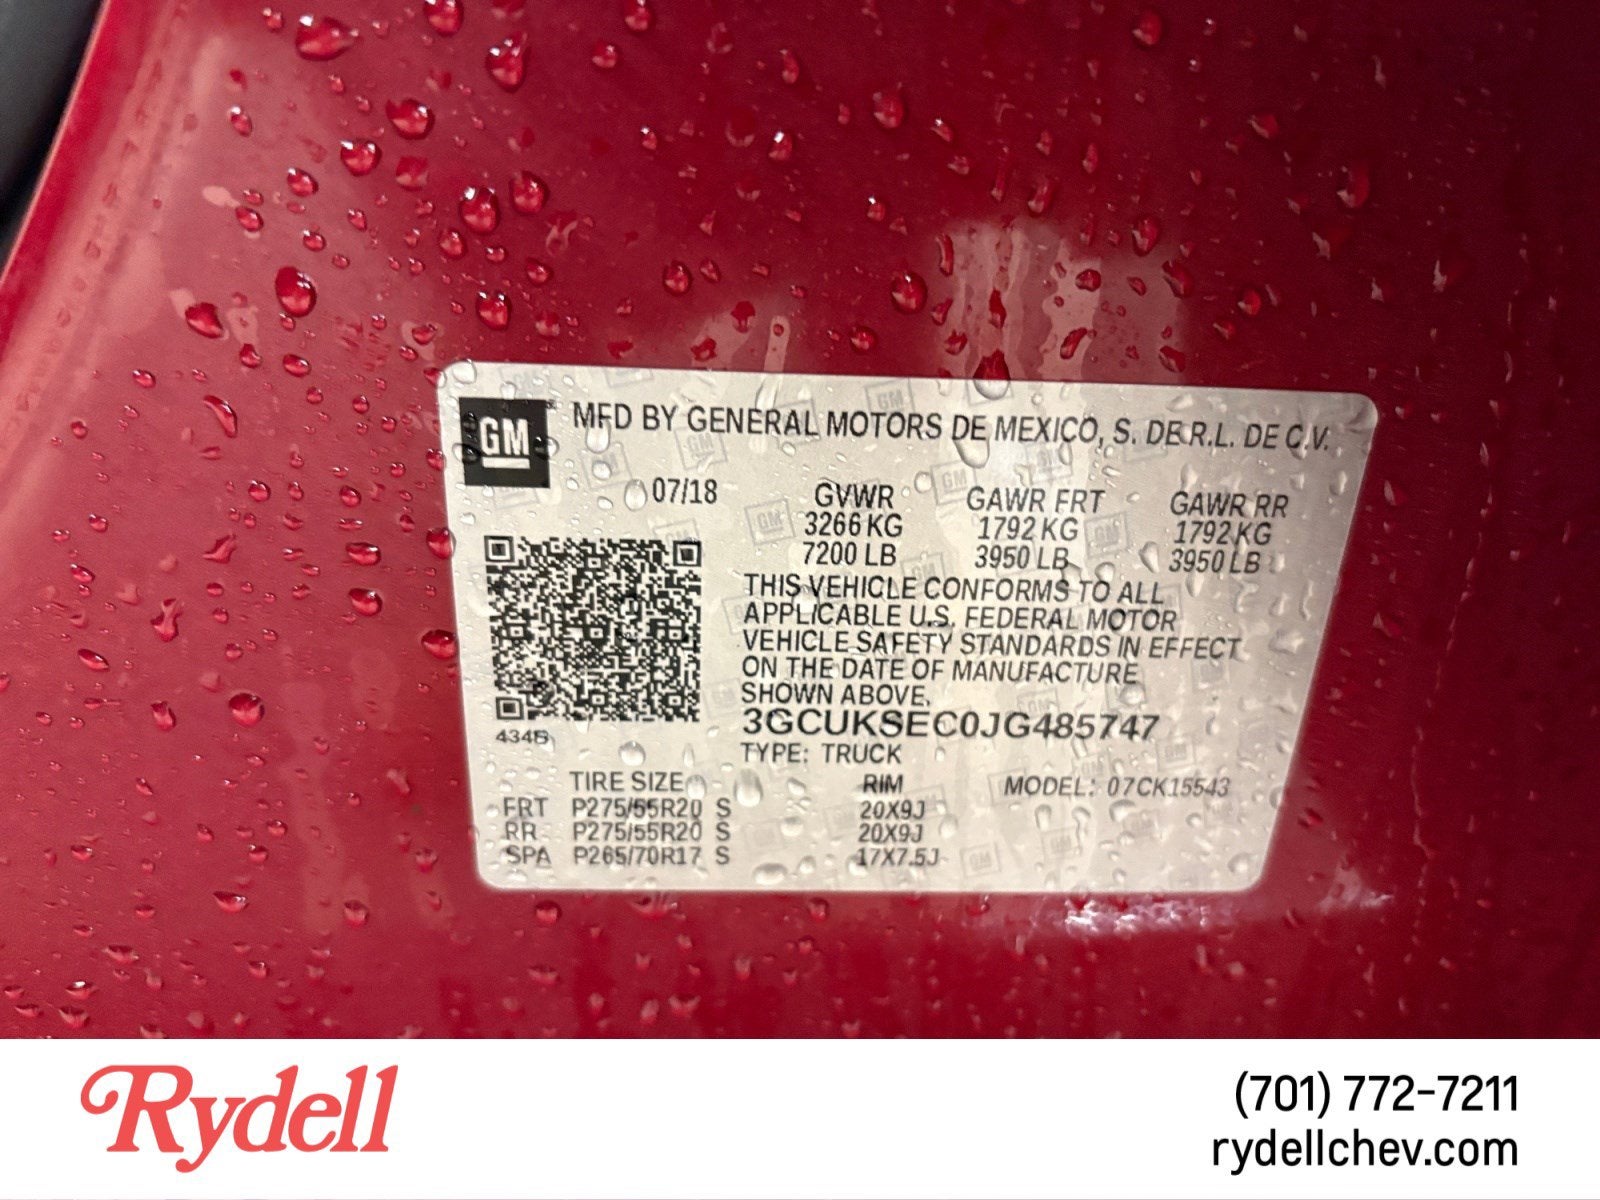 GM MFD BY GENERAL MOTORS DE MEXICO, S. DE R.L. DE C.V.
07/18 GVWR GAWR FRT GAWR RR
3266 KG 1792 KG 1792 KG
7200 LB 3950 LB 3950 LB
THIS VEHICLE CONFORMS TO ALL
APPLICABLE U.S. FEDERAL MOTOR
VEHICLE SAFETY STANDARDS IN EFFECT
ON THE DATE OF MANUFACTURE
SHOWN ABOVE.
3GCUKSEC0JG485747
TYPE: TRUCK
TIRE SIZE RIM MODEL: 07CK15543
FRT P275/55R20 S 20X9J
RR P275/55R20 S 20X9J
SPA P265/70R17 S 17X7.5J
Rydell
(701) 772-7211
rydellchev.com